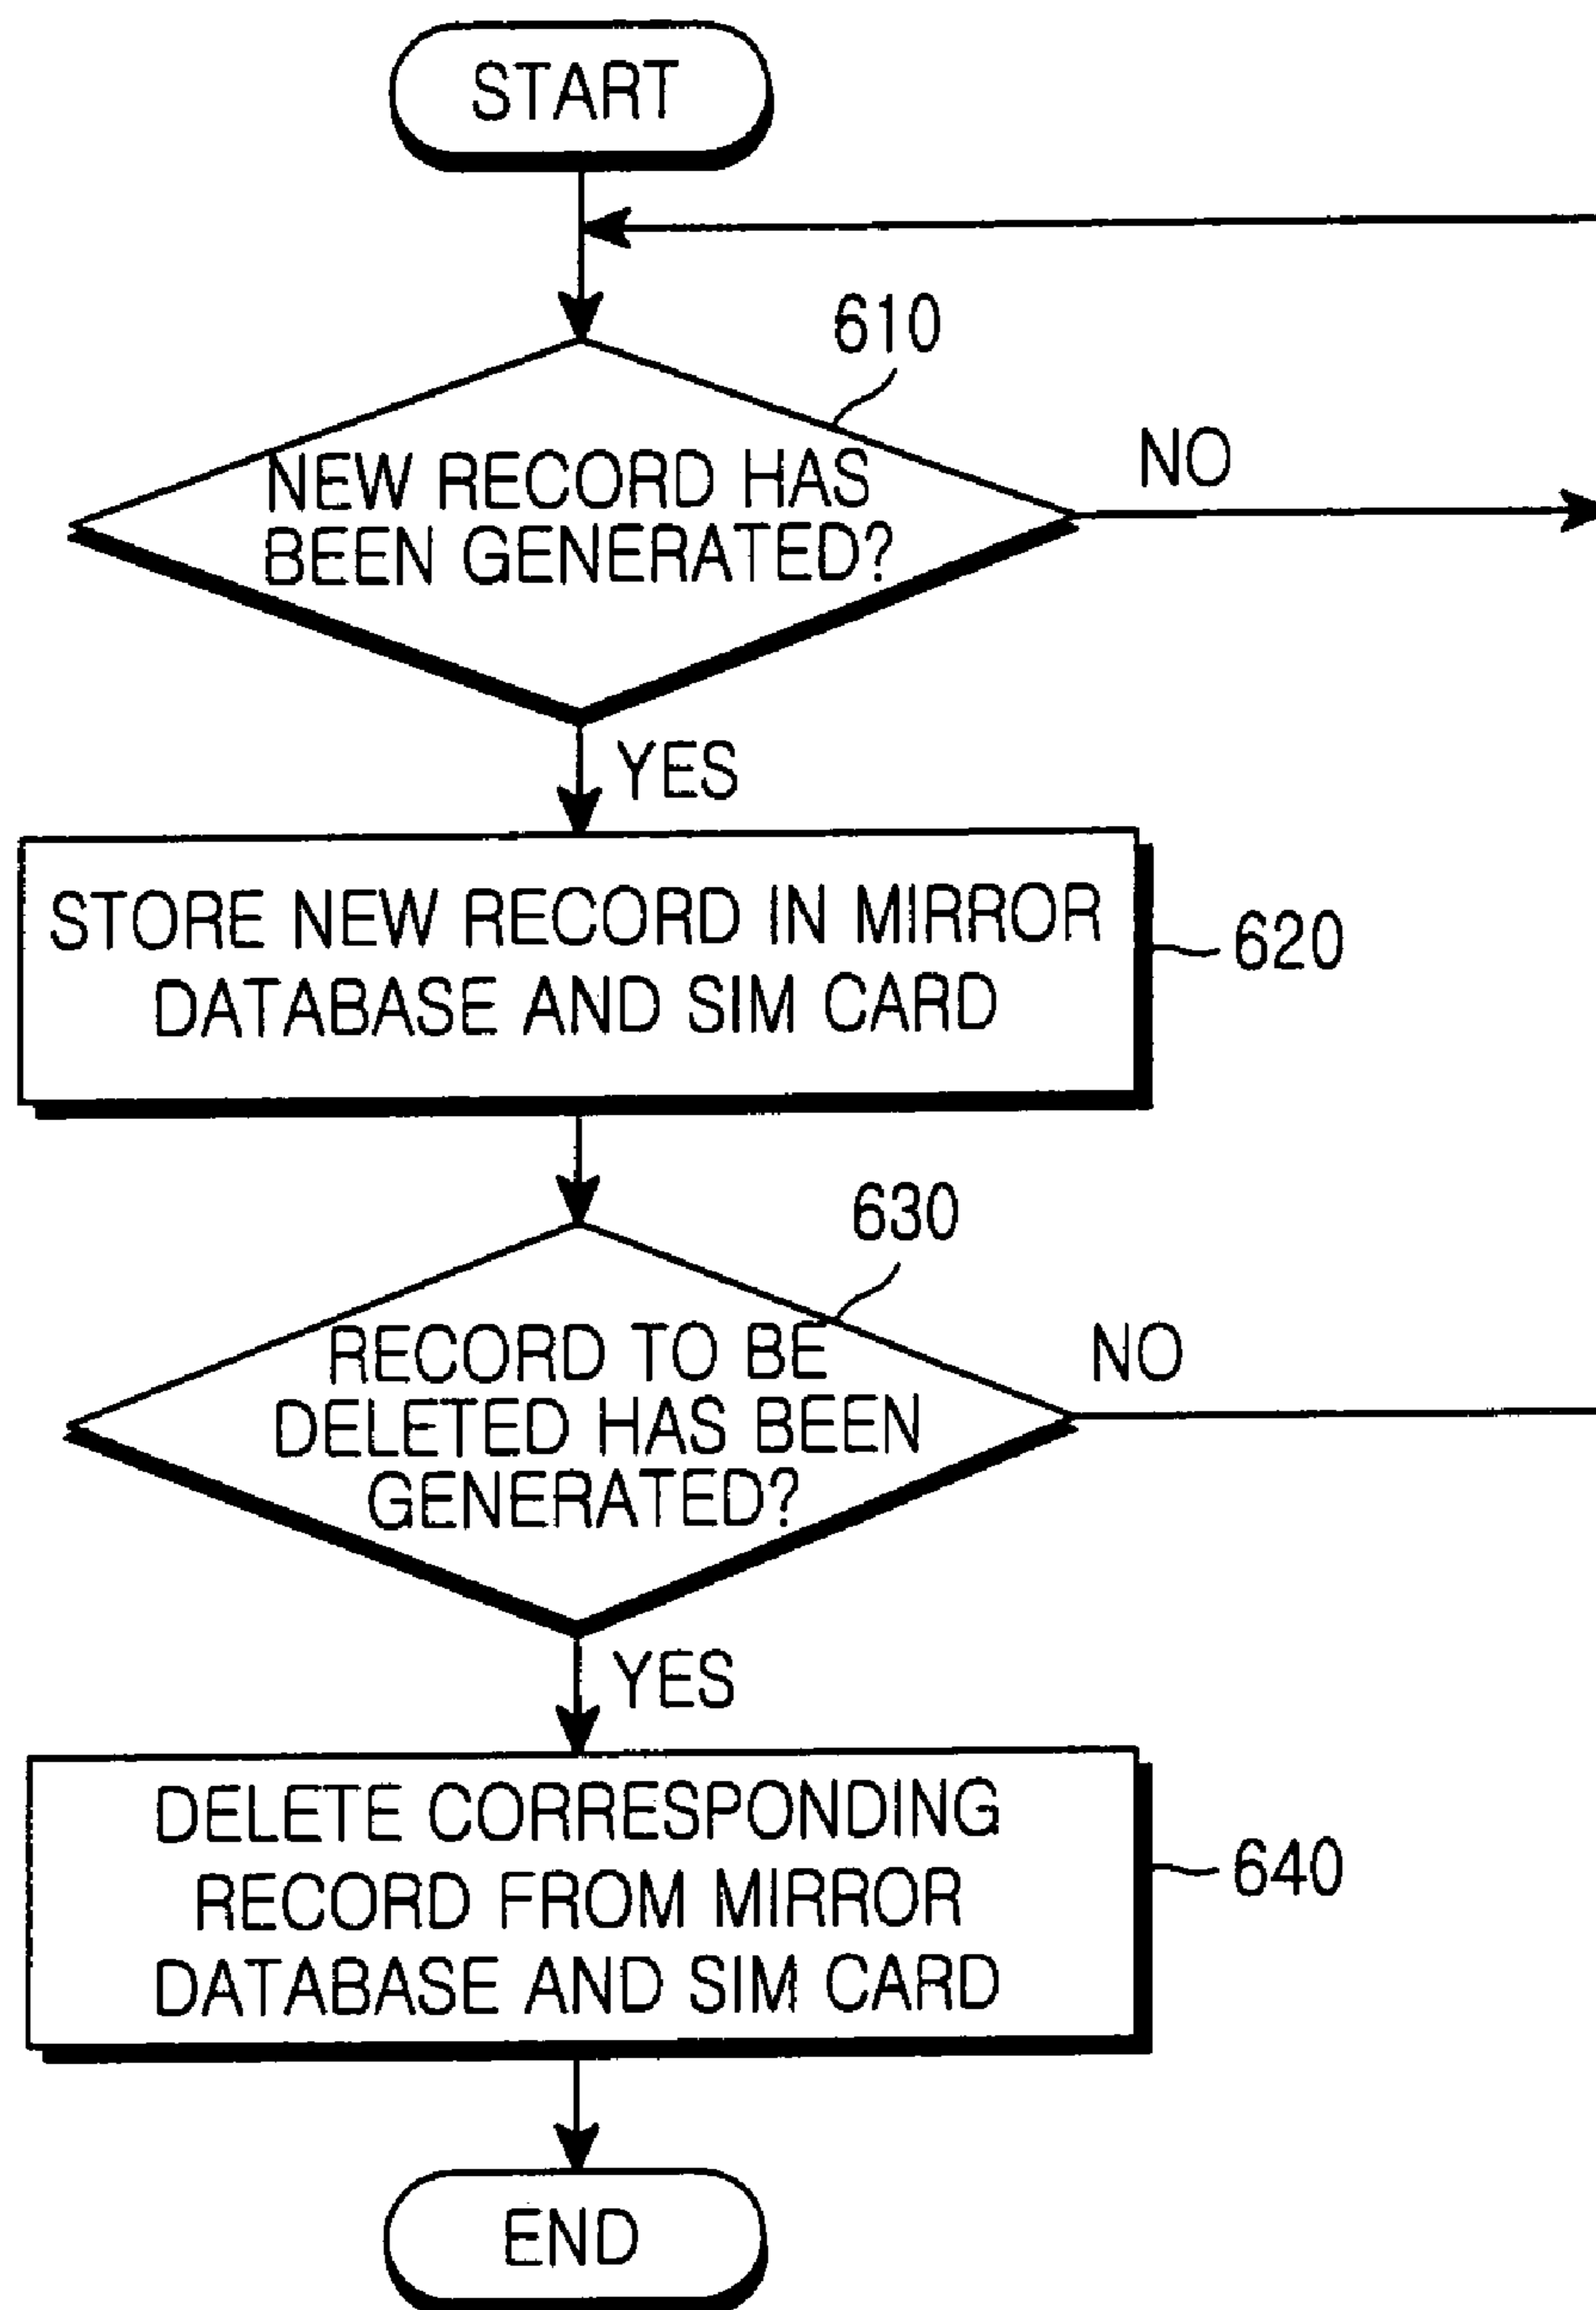 START
610
NEW RECORD HAS
BEEN GENERATED?
NO
YES
STORE NEW RECORD IN MIRROR
DATABASE AND SIM CARD
620
630
RECORD TO BE
DELETED HAS BEEN
GENERATED?
NO
YES
DELETE CORRESPONDING
RECORD FROM MIRROR
DATABASE AND SIM CARD
640
END